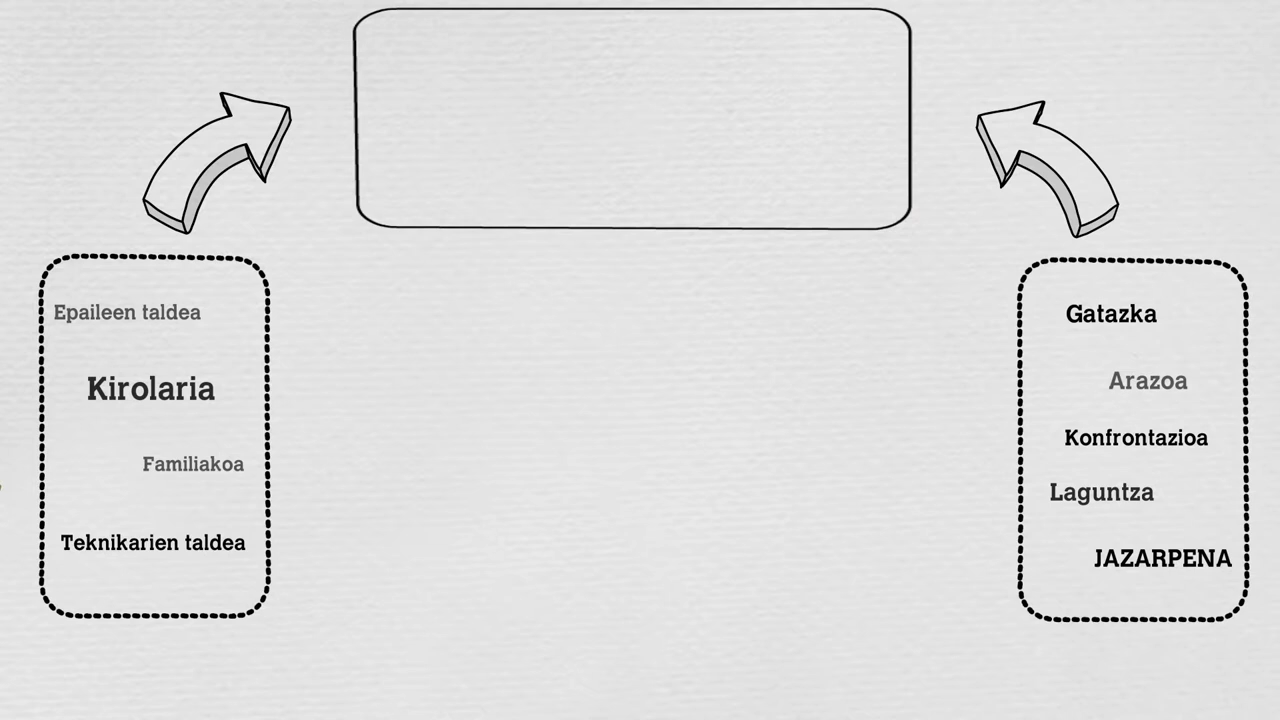 Epaileen taldea
Kirolaria
Familiakoa
Teknikarien taldea
Gatazka
Arazoa
Konfrontazioa
Laguntza
JAZARPENA